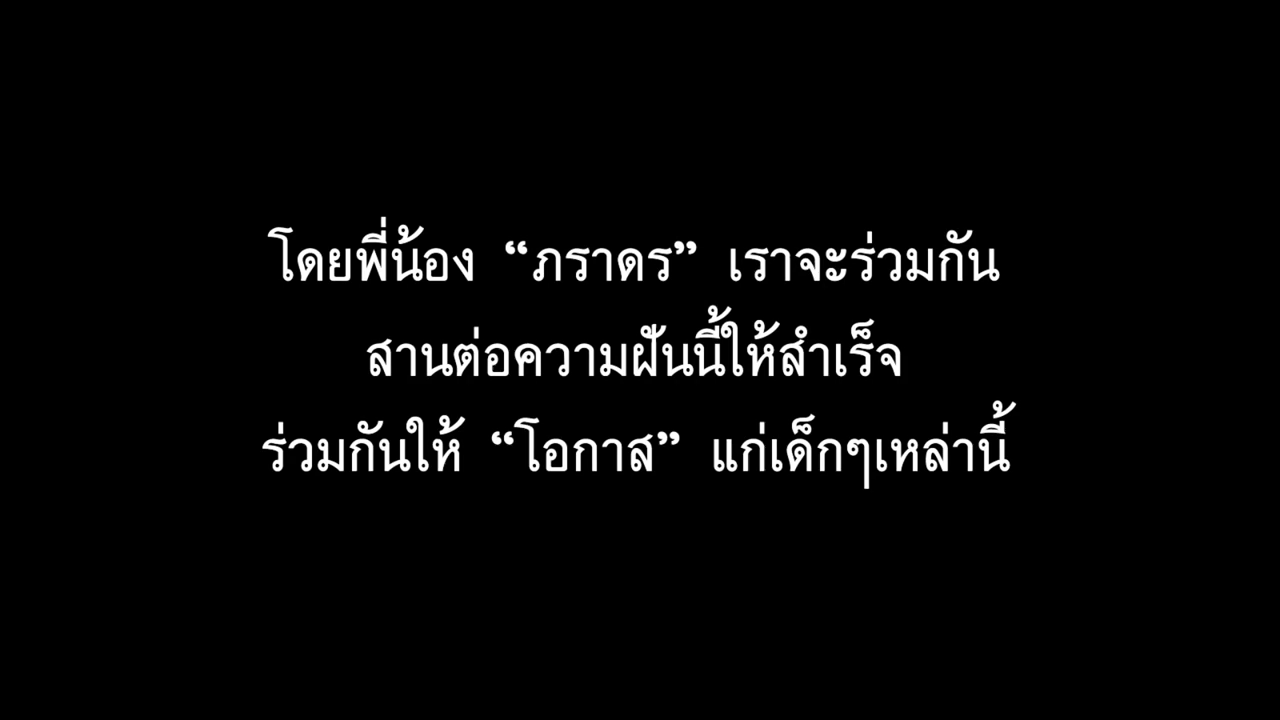 โดยพี่น้อง “ภราดร” เราจะร่วมกัน
สานต่อความฝันนี้ให้สำเร็จ
ร่วมกันให้ “โอกาส” แก่เด็กๆเหล่านี้